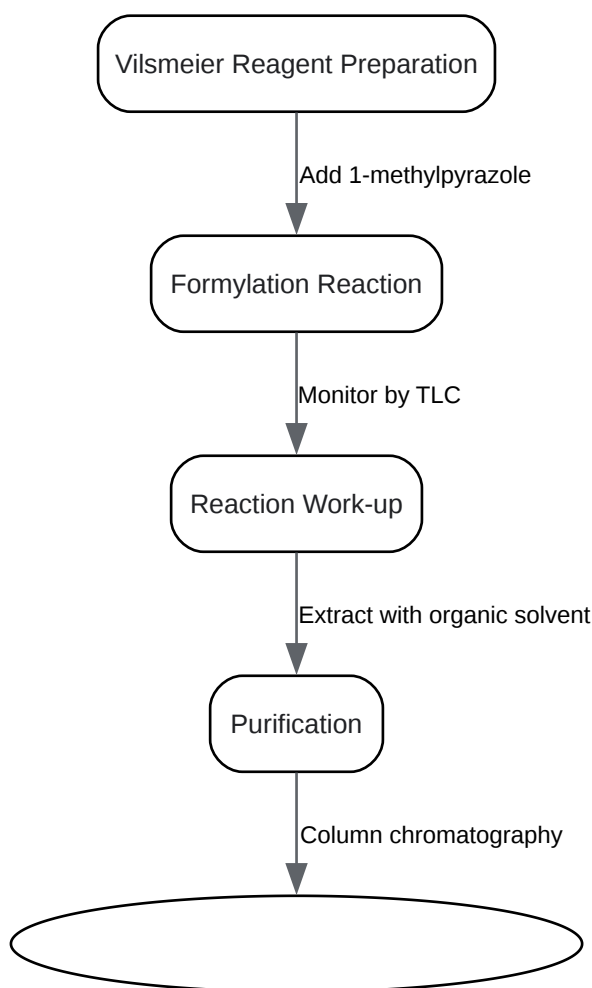 Vilsmeier Reagent Preparation
Add 1-methylpyrazole
Formylation Reaction
Monitor by TLC
Reaction Work-up
Extract with organic solvent
Purification
Column chromatography